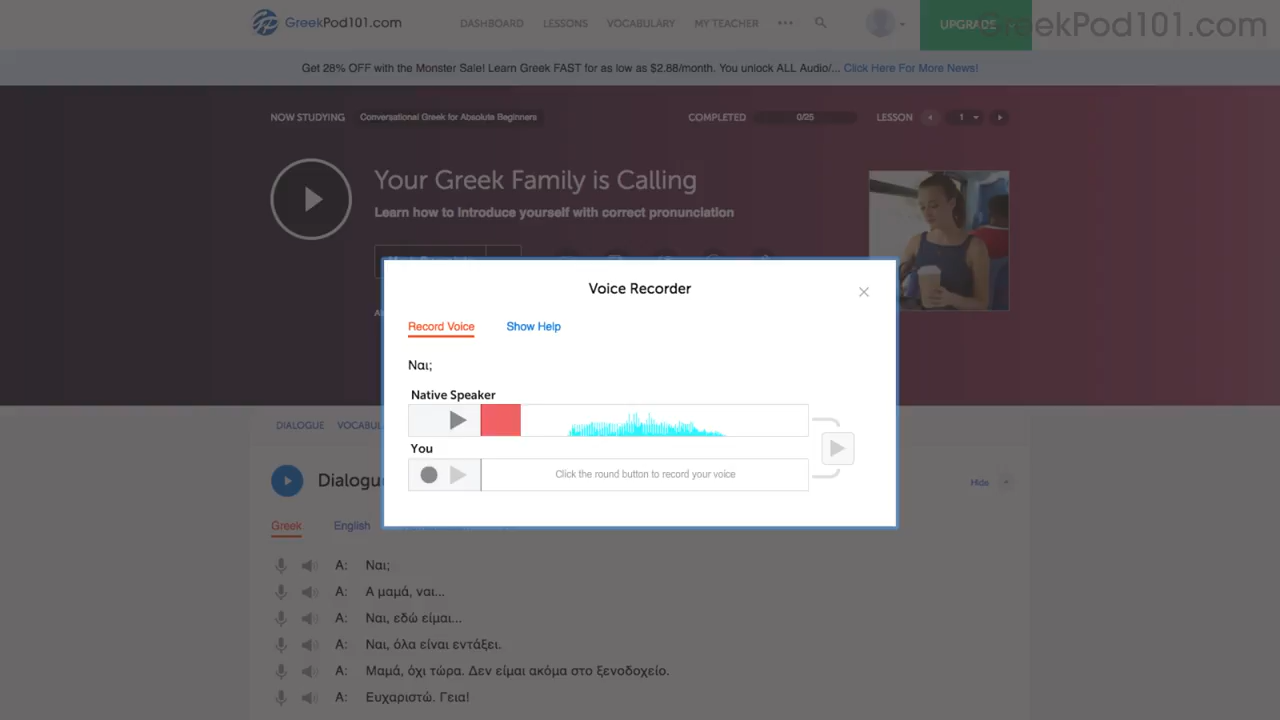 GreekPod101.com
DASHBOARD LESSONS VOCABULARY MY TEACHER
UPGRADE
GreekPod101.com
Get 28% OFF with the Monster Sale! Learn Greek FAST for as low as $2.88/month. You unlock ALL Audio/... Click Here For More News!
NOW STUDYING Conversational Greek for Absolute Beginners COMPLETED 0/25 LESSON 1
Your Greek Family is Calling
Learn how to introduce yourself with correct pronunciation
Voice Recorder
Record Voice Show Help
Ναι;
Native Speaker
You
Click the round button to record your voice
DIALOGUE
Hide
Greek English
A: Ναι;
A: Α μαμά, ναι...
A: Ναι, εδώ είμαι...
A: Ναι, όλα είναι εντάξει.
A: Μαμά, όχι τώρα. Δεν είμαι ακόμα στο ξενοδοχείο.
A: Ευχαριστώ. Γεια!